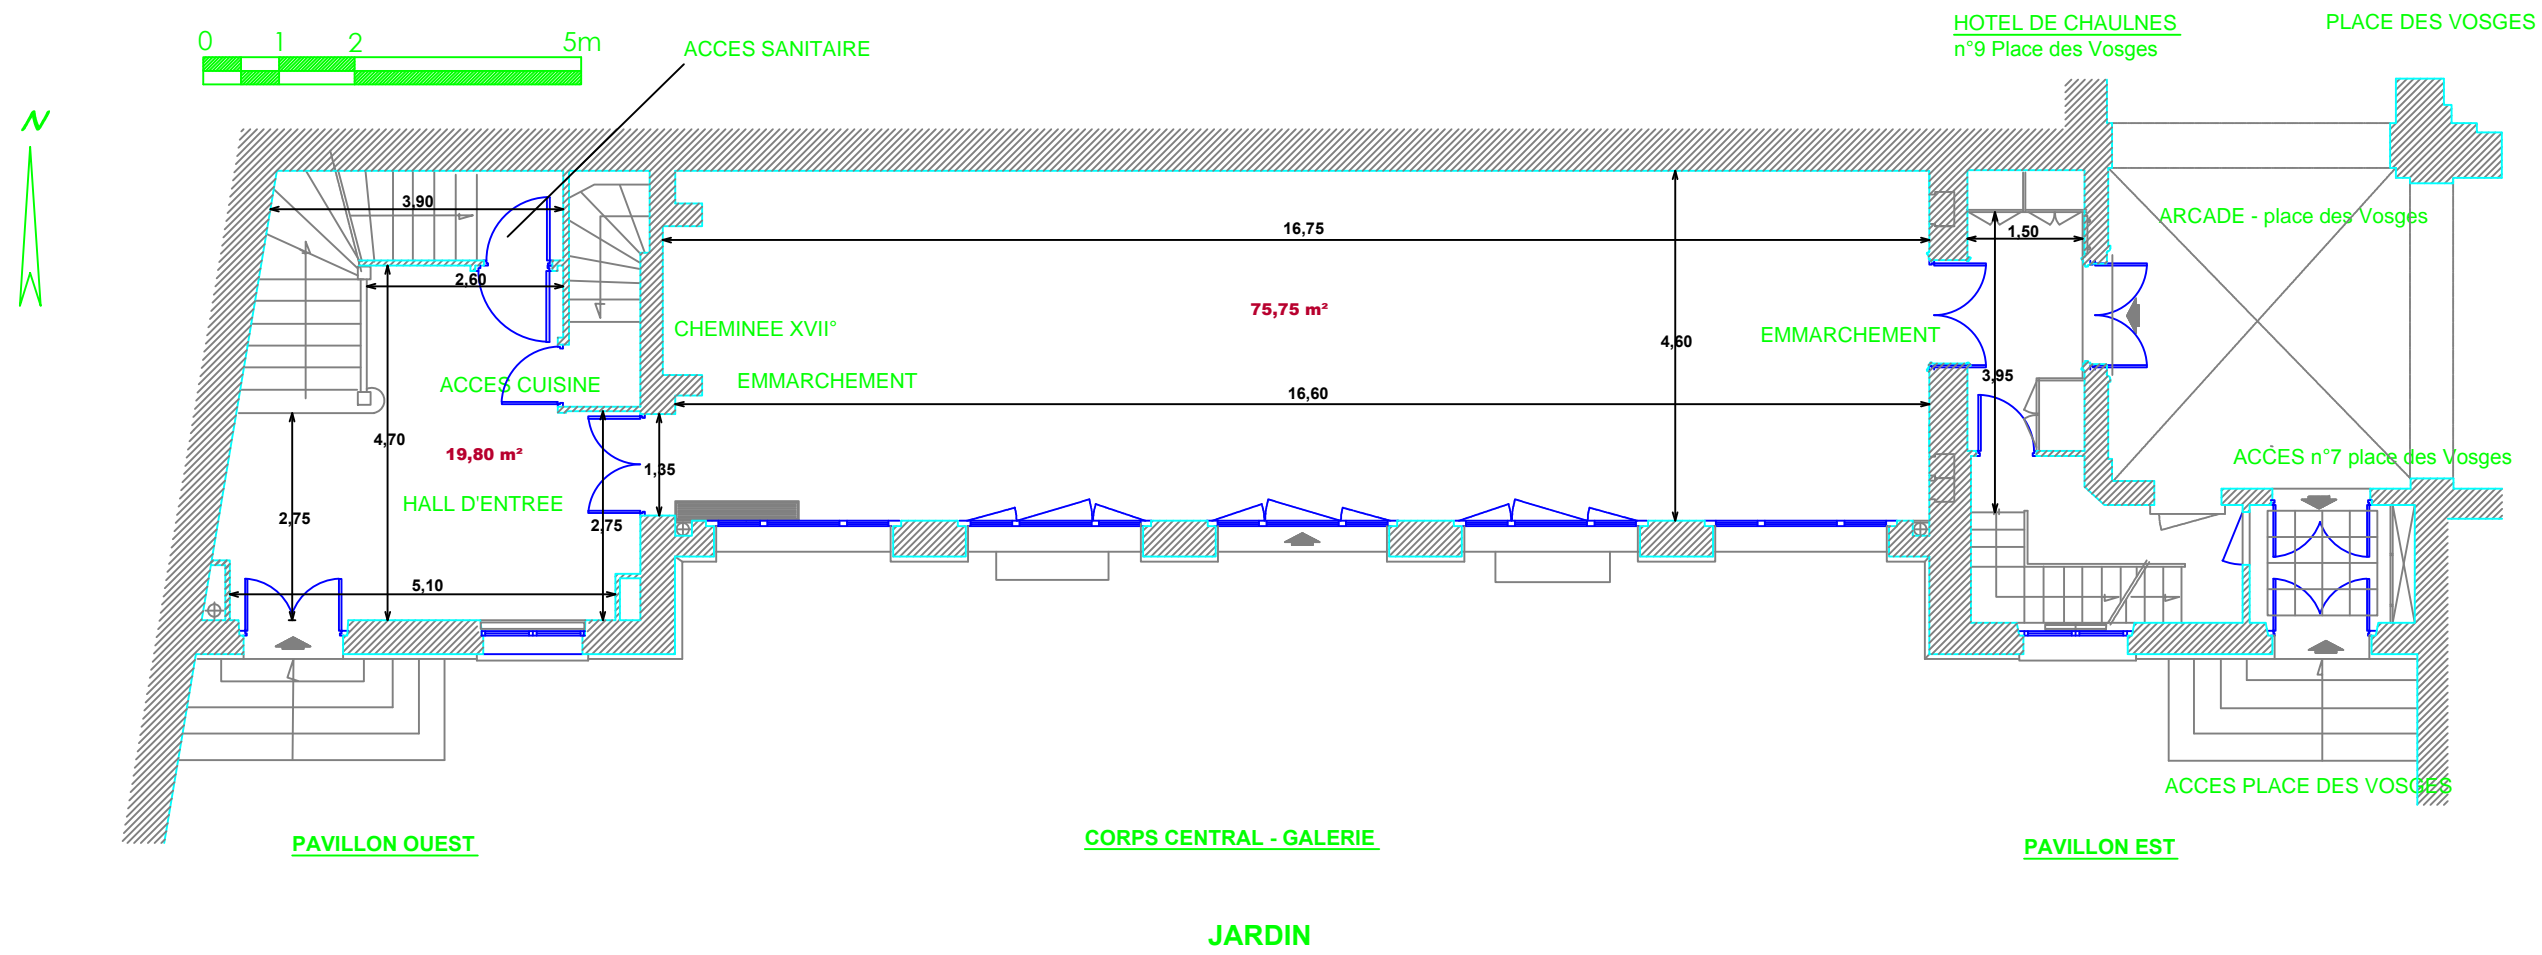 0 1 2 5m
ACCES SANITAIRE
HOTEL DE CHAULNES
n°9 Place des Vosges
PLACE DES VOSGES
N
3,90
2,60
16,75
1,50
ARCADE - place des Vosges
75,75 m²
CHEMINEE XVII°
EMMARCHEMENT
4,60
EMMARCHEMENT
3,95
ACCES CUISINE
16,60
4,70
19,80 m²
1,35
ACCÈS n°7 place des Vosges
HALL D'ENTREE
2,75
2,75
5,10
ACCES PLACE DES VOSGES
PAVILLON OUEST
CORPS CENTRAL - GALERIE
PAVILLON EST
JARDIN